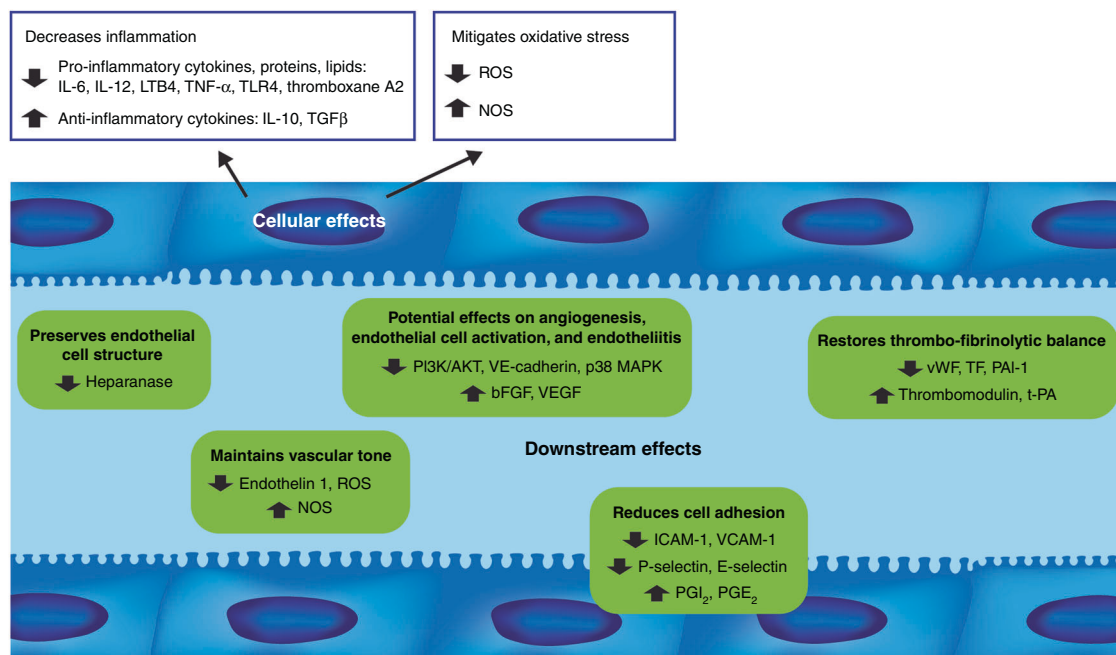 Decreases inflammation
Pro-inflammatory cytokines, proteins, lipids:
IL-6, IL-12, LTB4, TNF-α, TLR4, thromboxane A2
Anti-inflammatory cytokines: IL-10, TGFβ
Mitigates oxidative stress
ROS
NOS
Cellular effects
Preserves endothelial
cell structure
Heparanase
Potential effects on angiogenesis,
endothelial cell activation, and endotheliitis
PI3K/AKT, VE-cadherin, p38 MAPK
bFGF, VEGF
Restores thrombo-fibrinolytic balance
vWF, TF, PAI-1
Thrombomodulin, t-PA
Maintains vascular tone
Endothelin 1, ROS
NOS
Downstream effects
Reduces cell adhesion
ICAM-1, VCAM-1
P-selectin, E-selectin
PGI₂, PGE₂